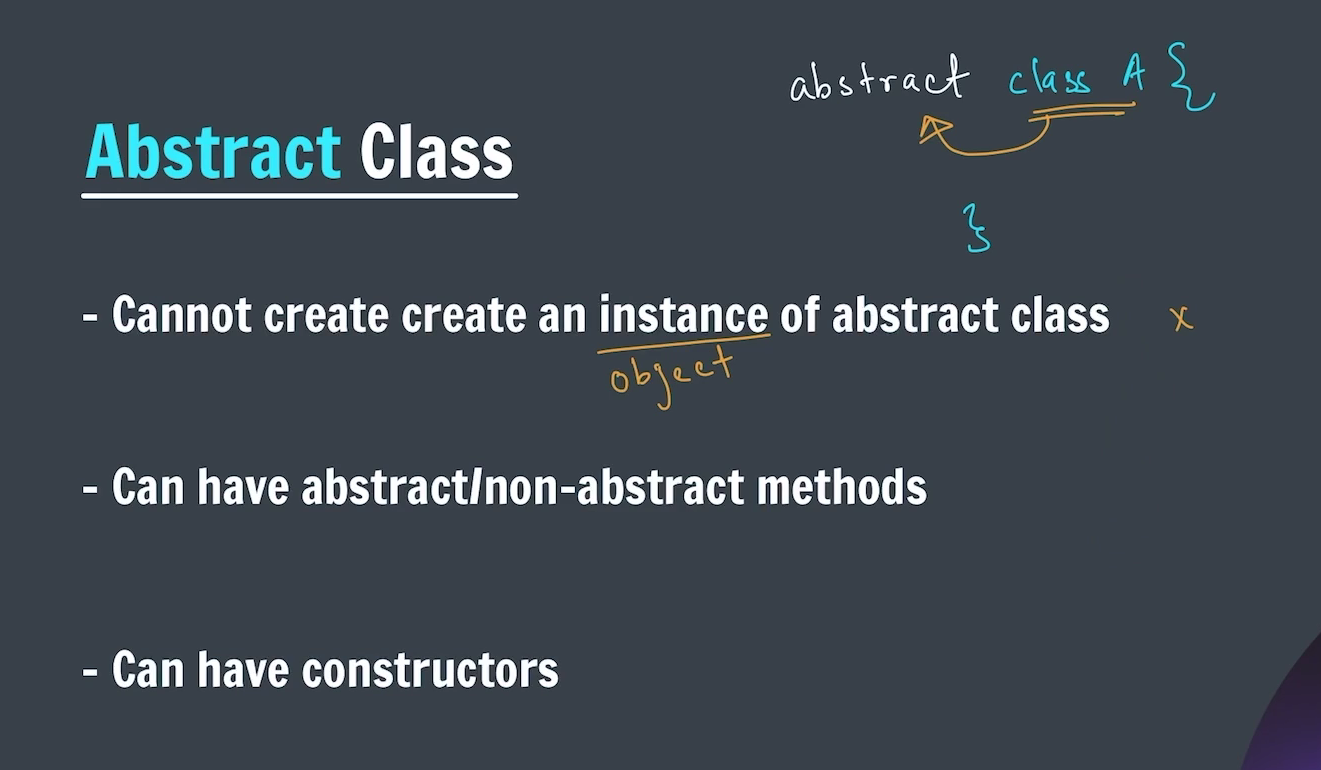 abstract class A {
Abstract Class
}
- Cannot create create an instance of abstract class x
object
- Can have abstract/non-abstract methods
- Can have constructors